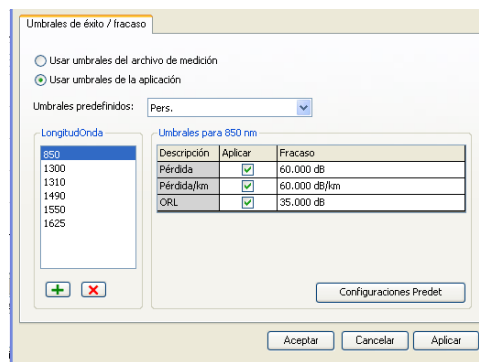 Umbrales de éxito / fracaso
Usar umbrales del archivo de medición
Usar umbrales de la aplicación
Umbrales predefinidos: Pers.
LongitudOnda
850
1300
1310
1490
1550
1625
Umbrales para 850 nm
Descripción Aplicar Fracaso
Pérdida 60.000 dB
Pérdida/km 60.000 dB/km
ORL 35.000 dB
Configuraciones Predet
Aceptar Cancelar Aplicar